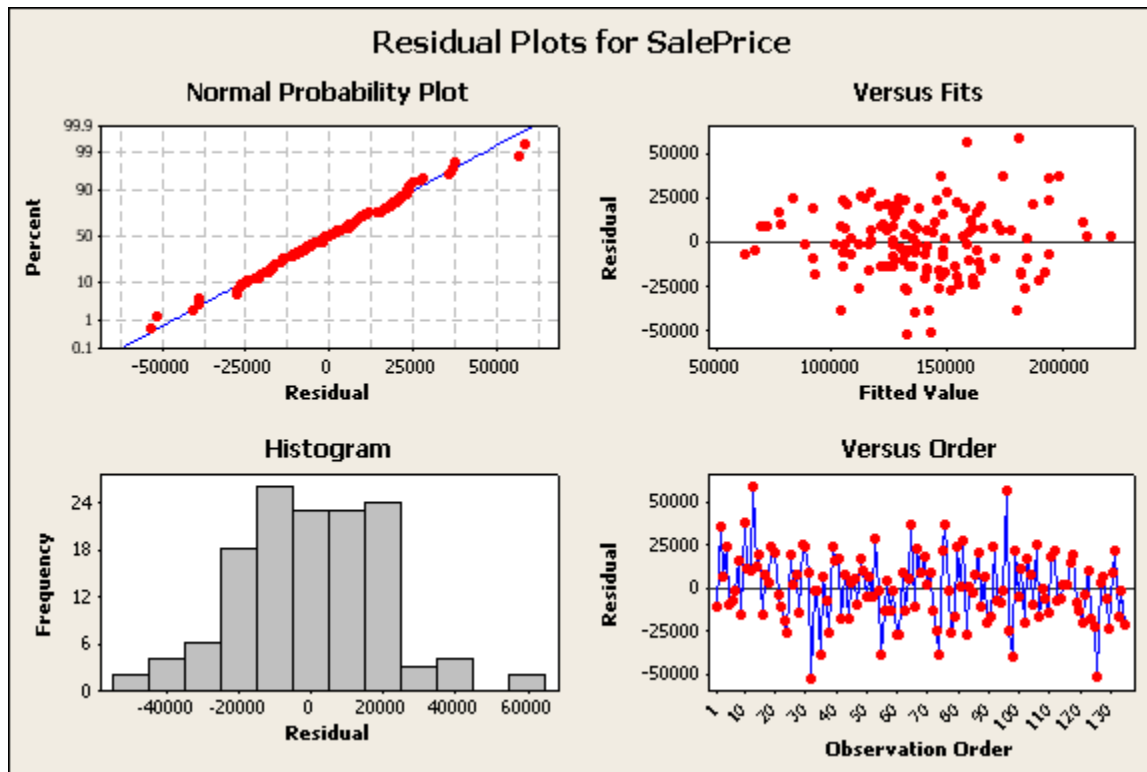 Residual Plots for SalePrice
Normal Probability Plot
99.9
99
90
50
10
1
0.1
Percent
-50000 -25000 0 25000 50000
Residual
Versus Fits
50000
25000
0
-25000
-50000
Residual
50000 100000 150000 200000
Fitted Value
Histogram
24
18
12
6
0
Frequency
-40000 -20000 0 20000 40000 60000
Residual
Versus Order
50000
25000
0
-25000
-50000
Residual
1 10 20 30 40 50 60 70 80 90 100 110 120 130
Observation Order